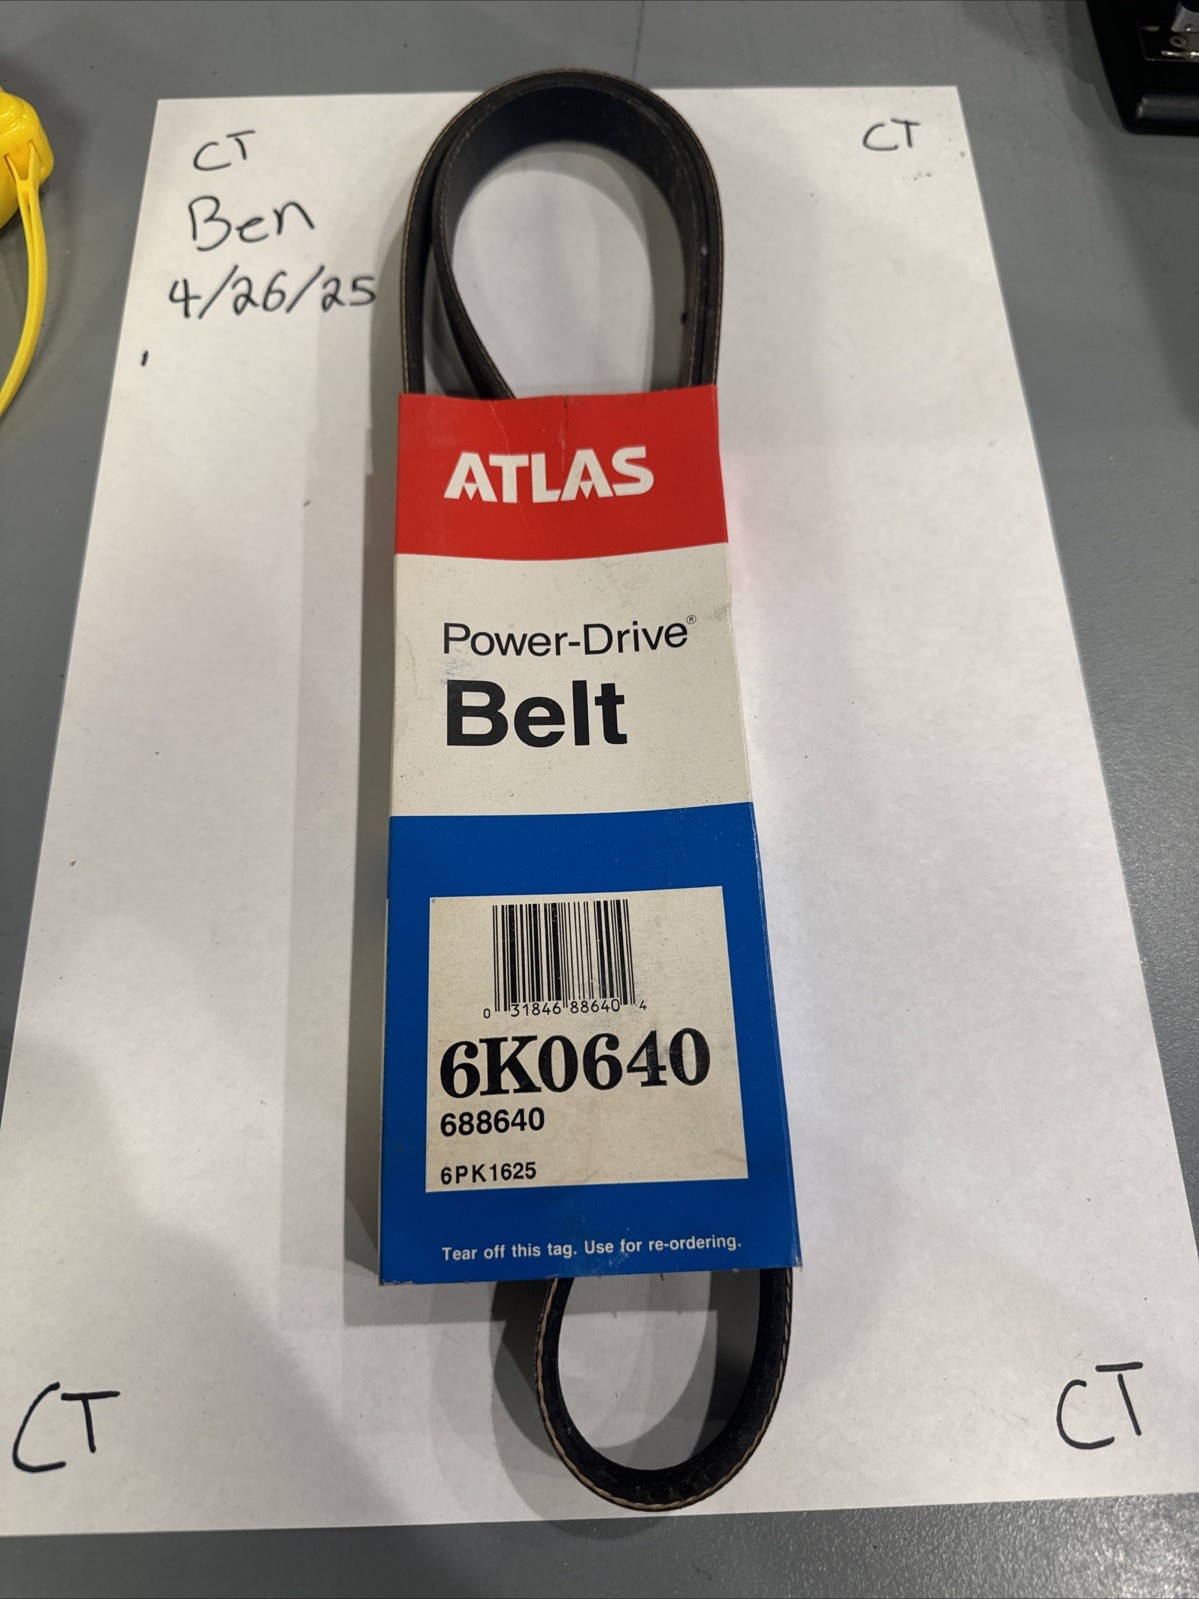 CT
CT
Ben
4/26/25
ATLAS
Power-Drive®
Belt
0 31846 88640 4
6K0640
688640
6PK1625
Tear off this tag. Use for re-ordering.
CT
CT